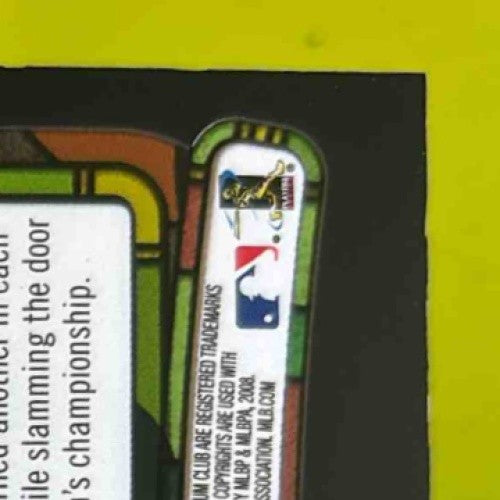 another in each
ile slamming the door
's championship.
UM CLUB ARE REGISTERED TRADEMARKS
COPYRIGHTS ARE USED WITH
Y MLBP & MLBPA, 2008.
ASSOCIATION. MLB.COM